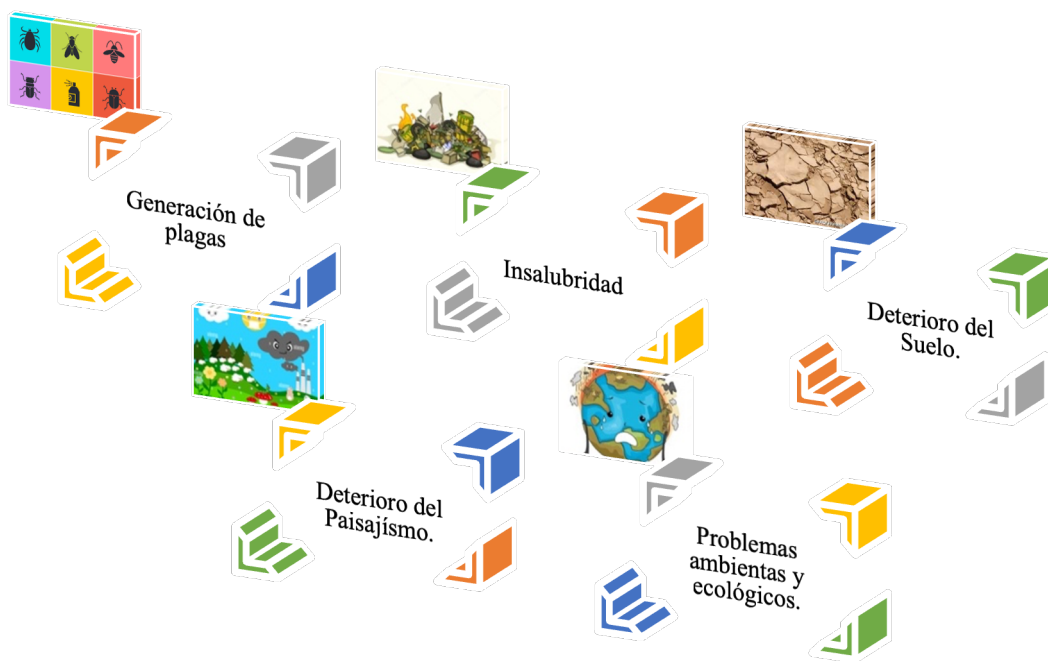 Generación de
plagas
Insalubridad
Deterioro del
Suelo.
Deterioro del
Paisajísmo.
Problemas
ambientas y
ecológicos.